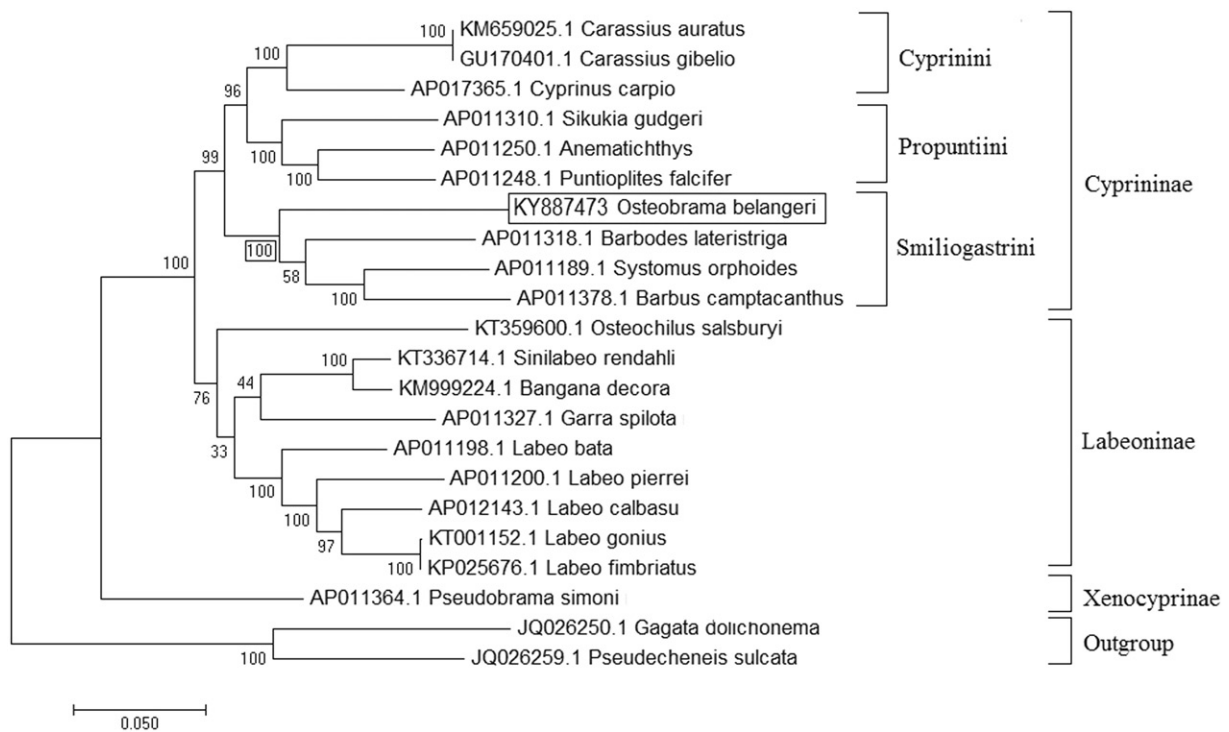 100 KM659025.1 Carassius auratus
100 GU170401.1 Carassius gibelio
Cyprinini
96 AP017365.1 Cyprinus carpio
AP011310.1 Sikukia gudgeri
99 100 AP011250.1 Anematichthys
Propuntiini
100 AP011248.1 Puntioplites falcifer
Cyprininae
KY887473 Osteobrama belangeri
100 AP011318.1 Barbodes lateristriga
Smiliogastrini
100 58 AP011189.1 Systomus orphoides
100 AP011378.1 Barbus camptacanthus
KT359600.1 Osteochilus salsburyi
100 KT336714.1 Sinilabeo rendahli
76 44 KM999224.1 Bangana decora
AP011327.1 Garra spilota
33 AP011198.1 Labeo bata
Labeoninae
100 AP011200.1 Labeo pierrei
100 AP012143.1 Labeo calbasu
97 KT001152.1 Labeo gonius
100 KP025676.1 Labeo fimbriatus
AP011364.1 Pseudobrama simoni
Xenocyprinae
JQ026250.1 Gagata dolichonema
Outgroup
100 JQ026259.1 Pseudecheneis sulcata
0.050